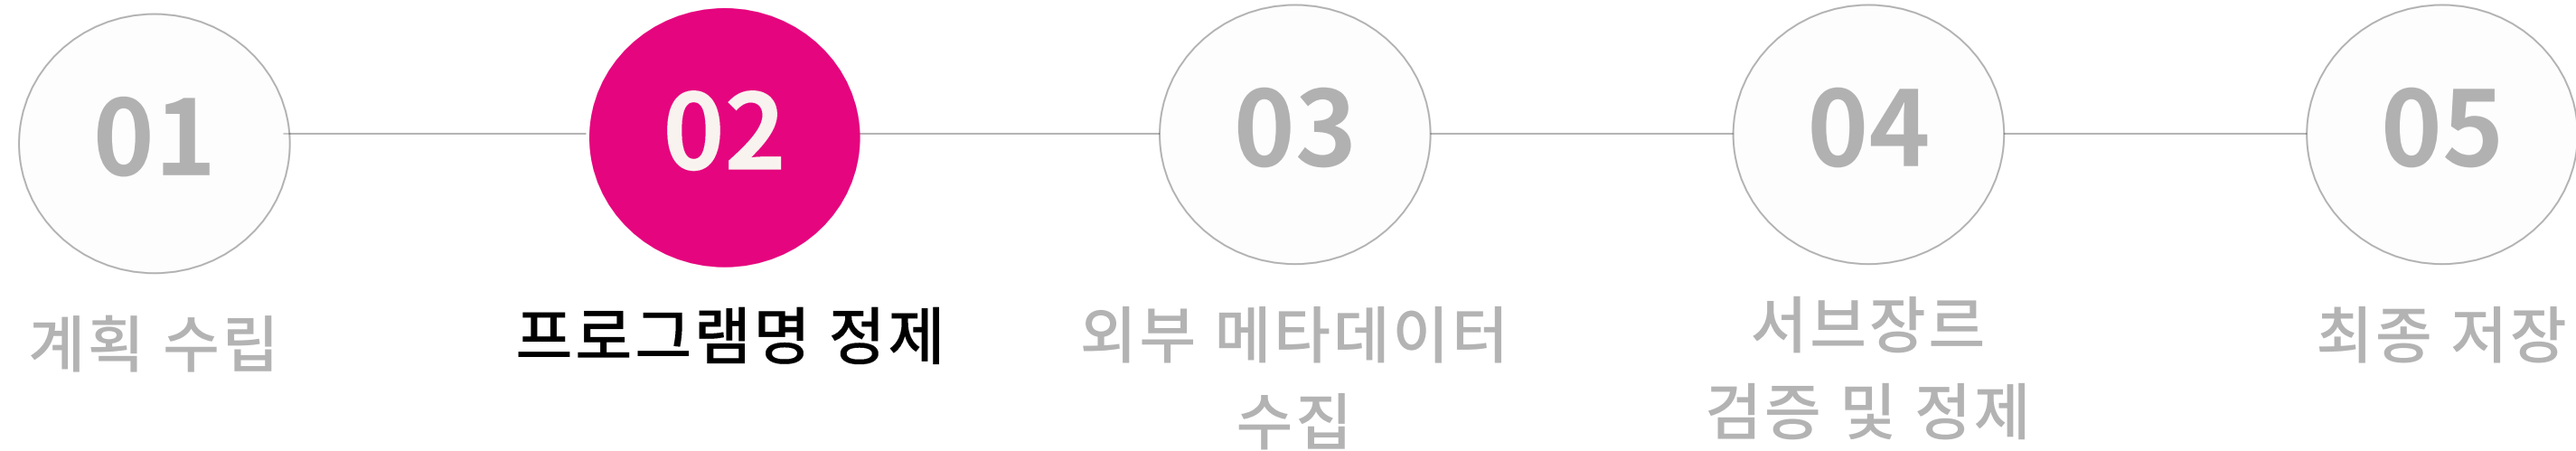 01
02
03
04
05
계획 수립
프로그램명 정제
외부 메타데이터
수집
서브장르
검증 및 정제
최종 저장